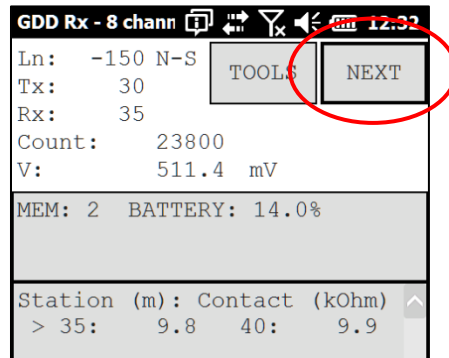 GDD Rx - 8 chann 12:32
Ln: -150 N-S
TOOLS NEXT
Tx: 30
Rx: 35
Count: 23800
V: 511.4 mV
MEM: 2 BATTERY: 14.0%
Station (m): Contact (kOhm)
> 35: 9.8 40: 9.9